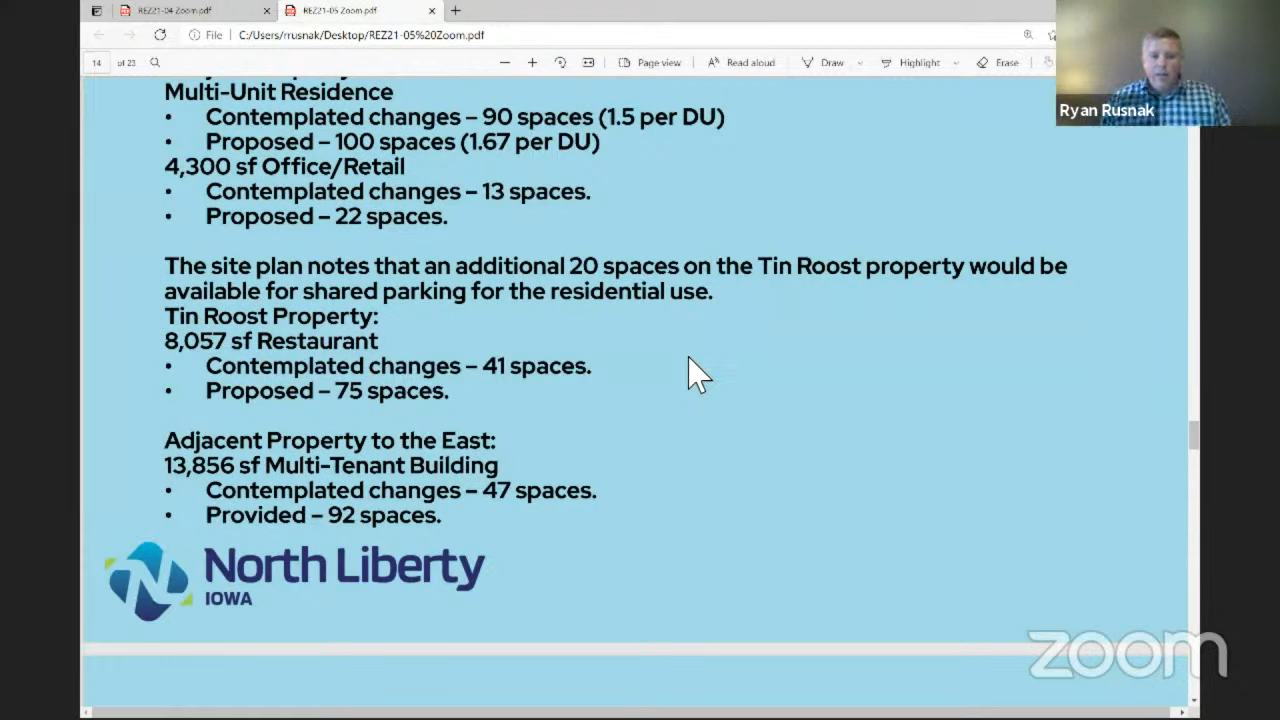 REZ21-04 Zoom.pdf
REZ21-05 Zoom.pdf
File
C:/Users/rrusnak/Desktop/REZ21-05%20Zoom.pdf
14 of 23
Page view
Read aloud
Draw
Highlight
Erase
Ryan Rusnak
Multi-Unit Residence
• Contemplated changes – 90 spaces (1.5 per DU)
• Proposed – 100 spaces (1.67 per DU)
4,300 sf Office/Retail
• Contemplated changes – 13 spaces.
• Proposed – 22 spaces.
The site plan notes that an additional 20 spaces on the Tin Roost property would be
available for shared parking for the residential use.
Tin Roost Property:
8,057 sf Restaurant
• Contemplated changes – 41 spaces.
• Proposed – 75 spaces.
Adjacent Property to the East:
13,856 sf Multi-Tenant Building
• Contemplated changes – 47 spaces.
• Provided – 92 spaces.
North Liberty
IOWA
zoom